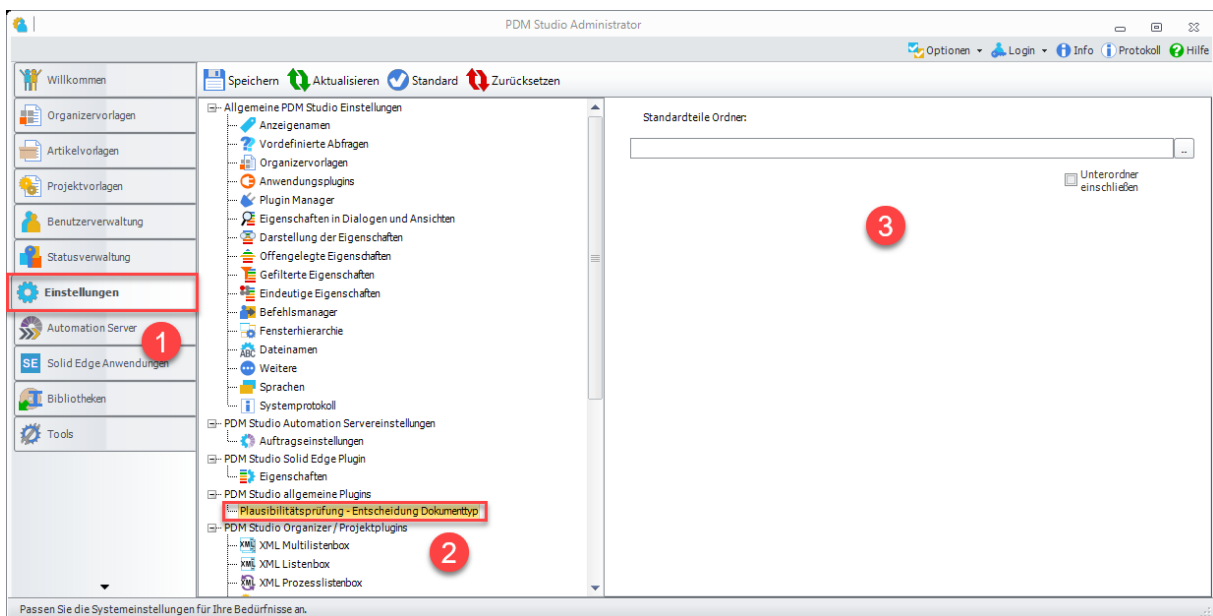 PDM Studio Administrator
Optionen Login Info Protokoll Hilfe
Willkommen
Organizervorlagen
Artikelvorlagen
Projektvorlagen
Benutzerverwaltung
Statusverwaltung
Einstellungen
Automation Server
1
SE Solid Edge Anwendungen
Bibliotheken
Tools
Speichern Aktualisieren Standard Zurücksetzen
Allgemeine PDM Studio Einstellungen
Anzeigenamen
Vordefinierte Abfragen
Organizervorlagen
Anwendungsplugins
Plugin Manager
Eigenschaften in Dialogen und Ansichten
Darstellung der Eigenschaften
Offengelegte Eigenschaften
Gefilterte Eigenschaften
Eindeutige Eigenschaften
Befehlsmanager
Fensterhierarchie
ABC Dateinamen
Weitere
Sprachen
Systemprotokoll
PDM Studio Automation Servereinstellungen
Auftragseinstellungen
PDM Studio Solid Edge Plugin
Eigenschaften
PDM Studio allgemeine Plugins
Plausibilitätsprüfung - Entscheidung Dokumenttyp
PDM Studio Organizer / Projektplugins
XML XML Multilistenbox
2
XML XML Listenbox
XML XML Prozesslistenbox
Standardteile Ordner:
...
Unterordner
einschließen
3
Passen Sie die Systemeinstellungen für Ihre Bedürfnisse an.